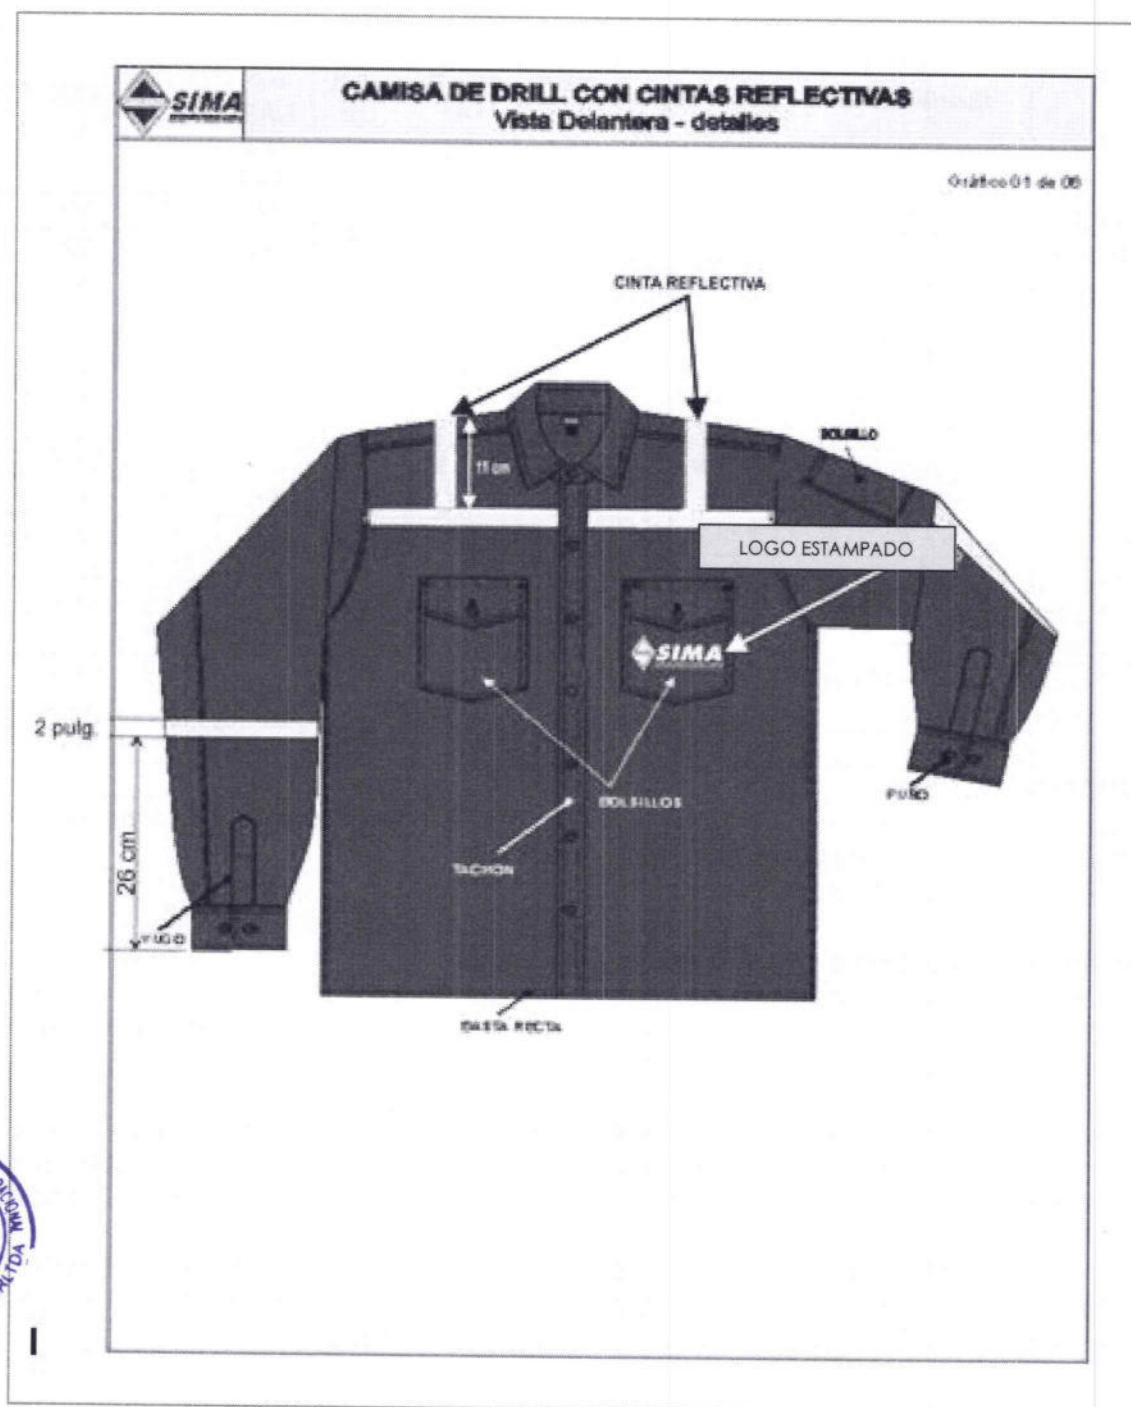 SIMA
CAMISA DE DRILL CON CINTAS REFLECTIVAS
Vista Delantera - detalles
Gráfico 01 de 06
CINTA REFLECTIVA
BOLSILLO
11 cm
LOGO ESTAMPADO
SIMA
2 pulg.
BOLSILLOS
PUÑO
TACHON
26 cm
BASTA RECTA